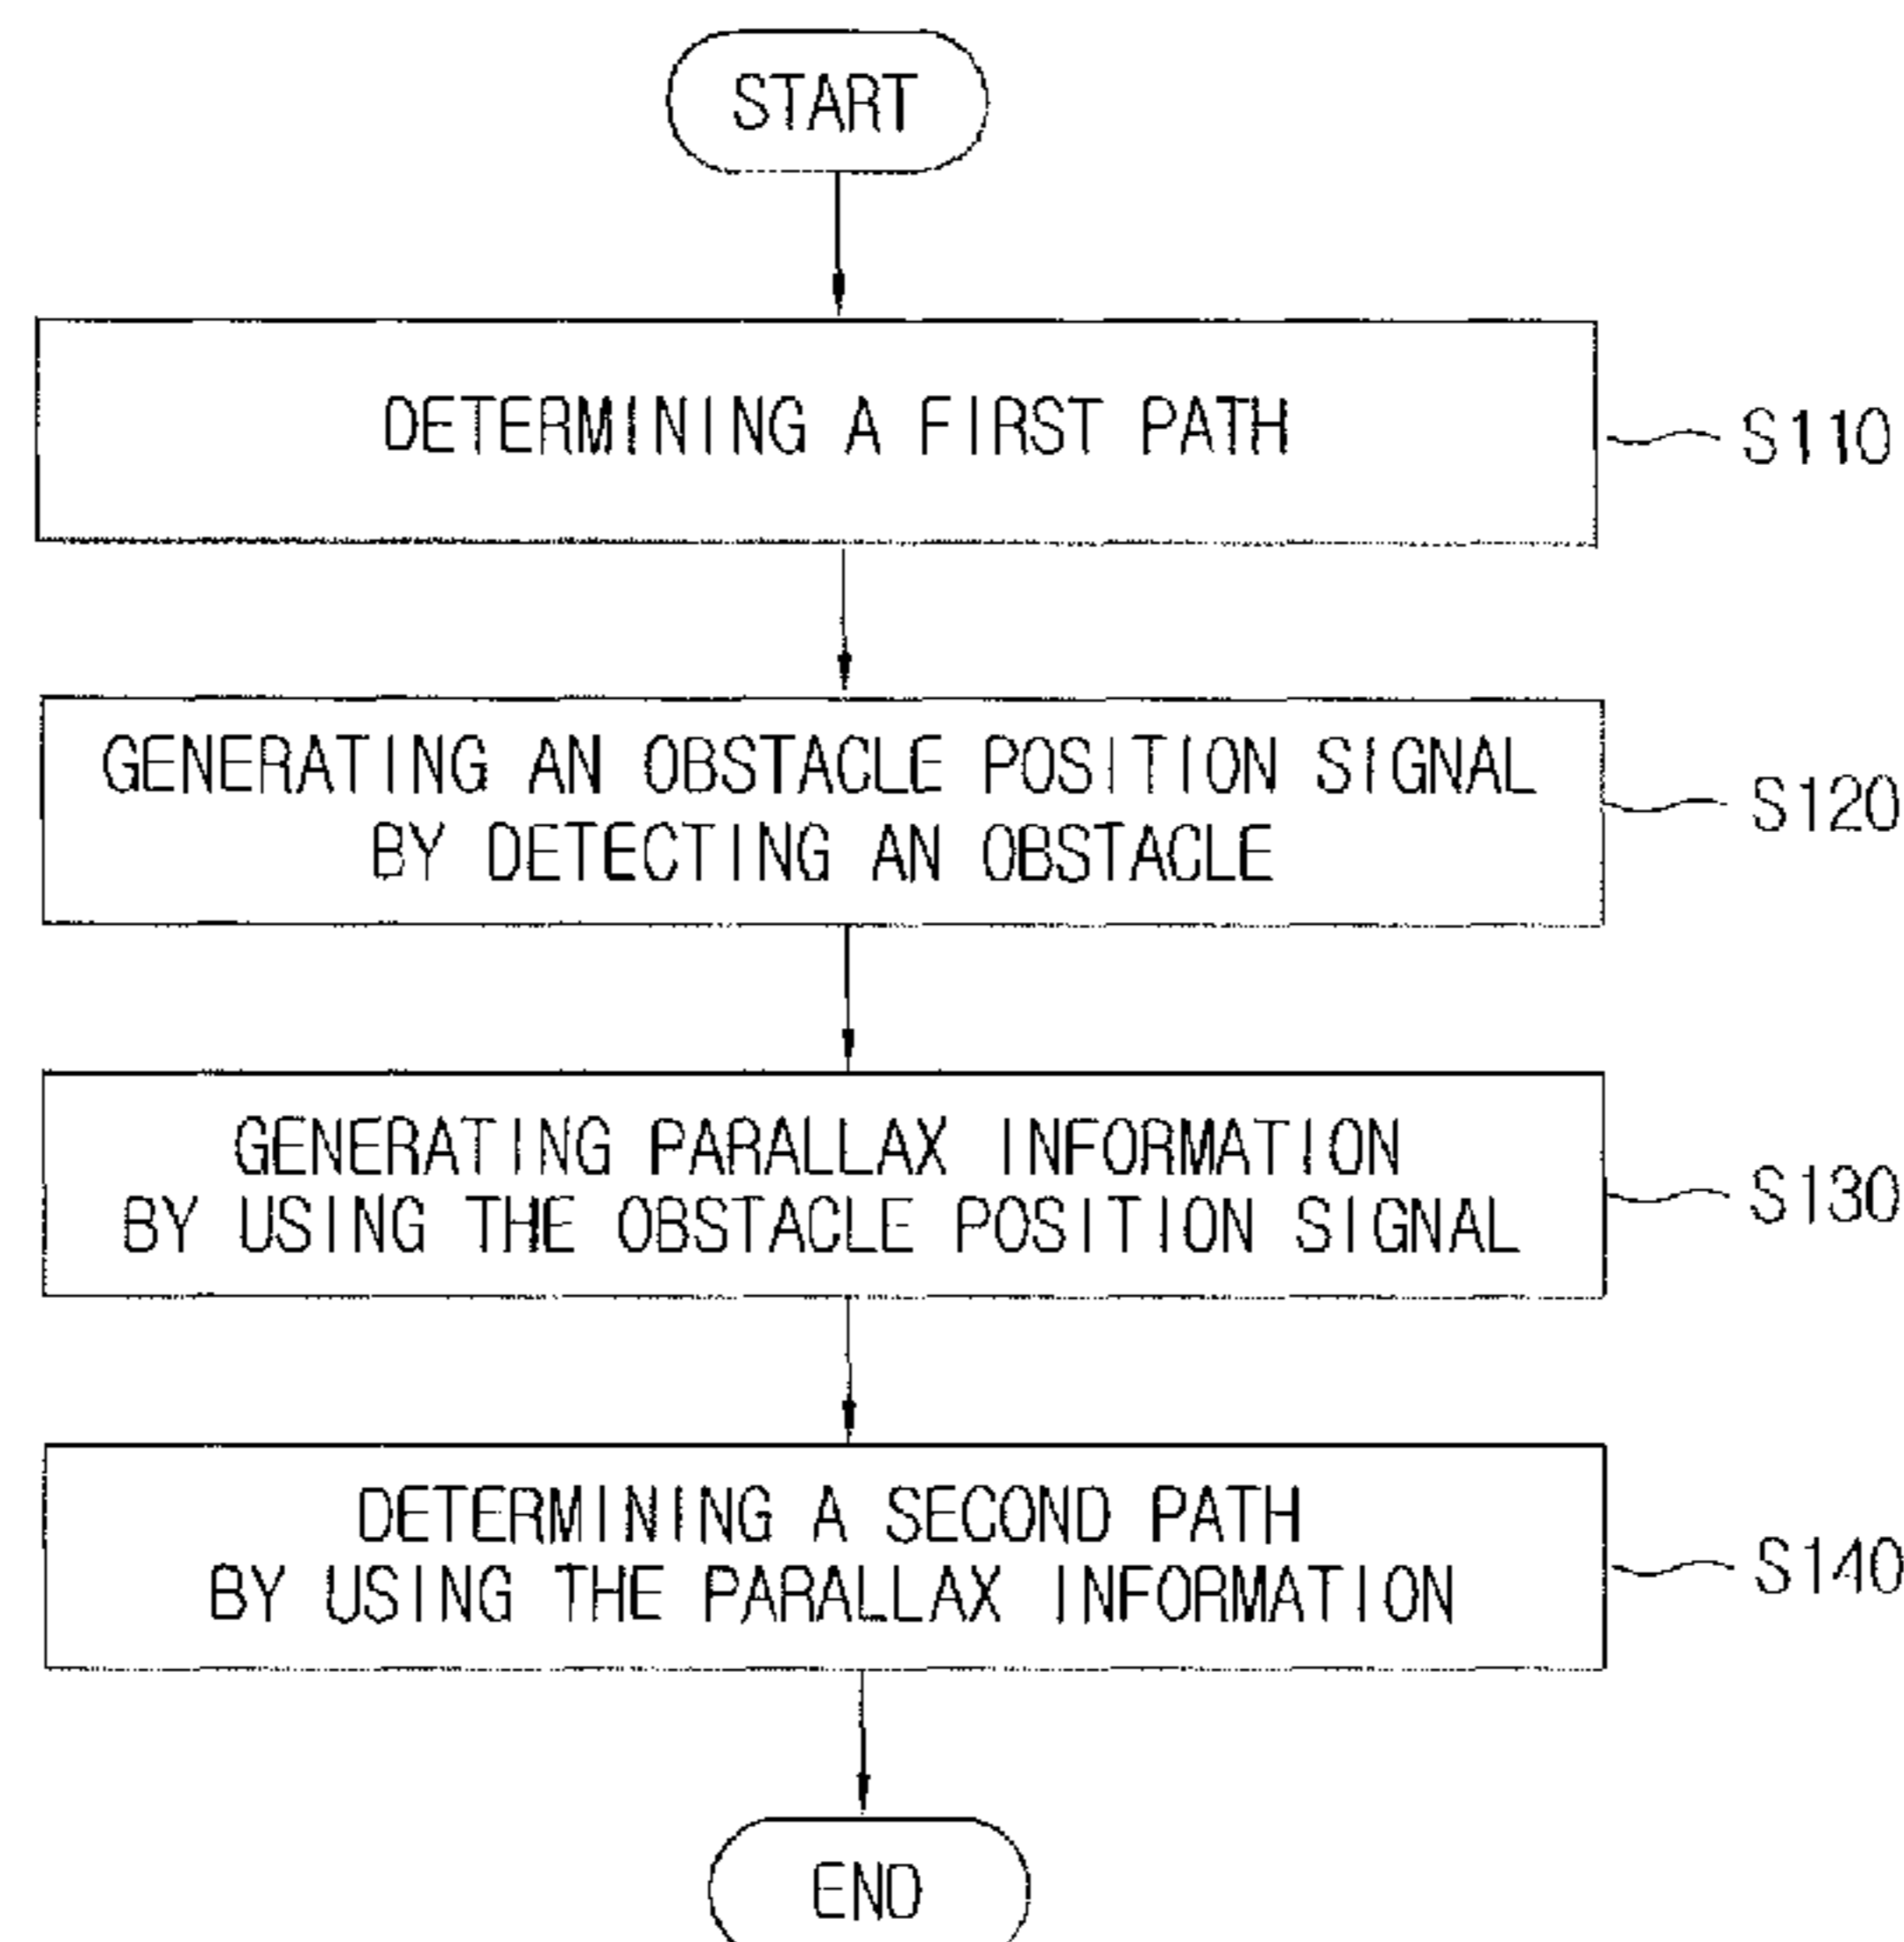 START
DETERMINING A FIRST PATH
S110
GENERATING AN OBSTACLE POSITION SIGNAL
BY DETECTING AN OBSTACLE
S120
GENERATING PARALLAX INFORMATION
BY USING THE OBSTACLE POSITION SIGNAL
S130
DETERMINING A SECOND PATH
BY USING THE PARALLAX INFORMATION
S140
END